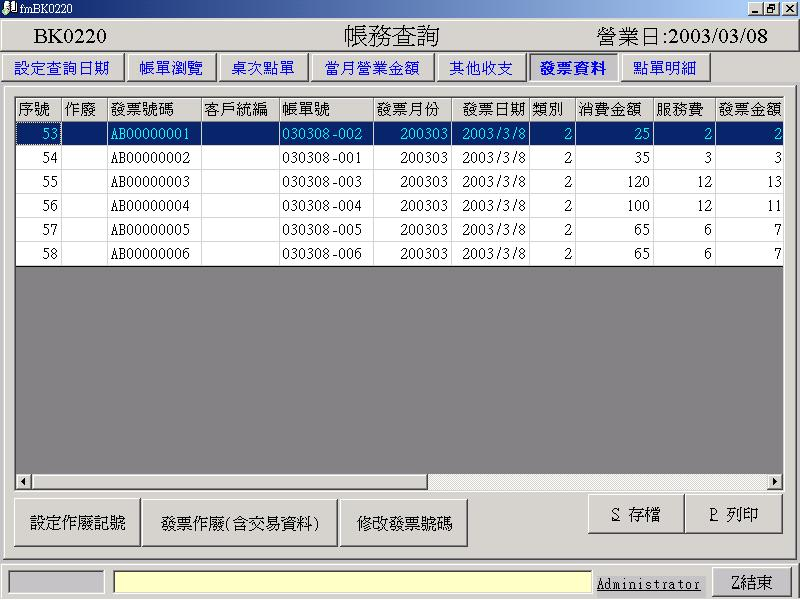 fmBK0220
BK0220 帳務查詢 營業日:2003/03/08
設定查詢日期 帳單瀏覽 桌次點單 當月營業金額 其他收支 發票資料 點單明細
序號 作廢 發票號碼 客戶統編 帳單號 發票月份 發票日期 類別 消費金額 服務費 發票金額
53 AB00000001 030308-002 200303 2003/3/8 2 25 2 2
54 AB00000002 030308-001 200303 2003/3/8 2 35 3 3
55 AB00000003 030308-003 200303 2003/3/8 2 120 12 13
56 AB00000004 030308-004 200303 2003/3/8 2 100 12 11
57 AB00000005 030308-005 200303 2003/3/8 2 65 6 7
58 AB00000006 030308-006 200303 2003/3/8 2 65 6 7
設定作廢記號 發票作廢(含交易資料) 修改發票號碼 S 存檔 P 列印
Administrator Z結束